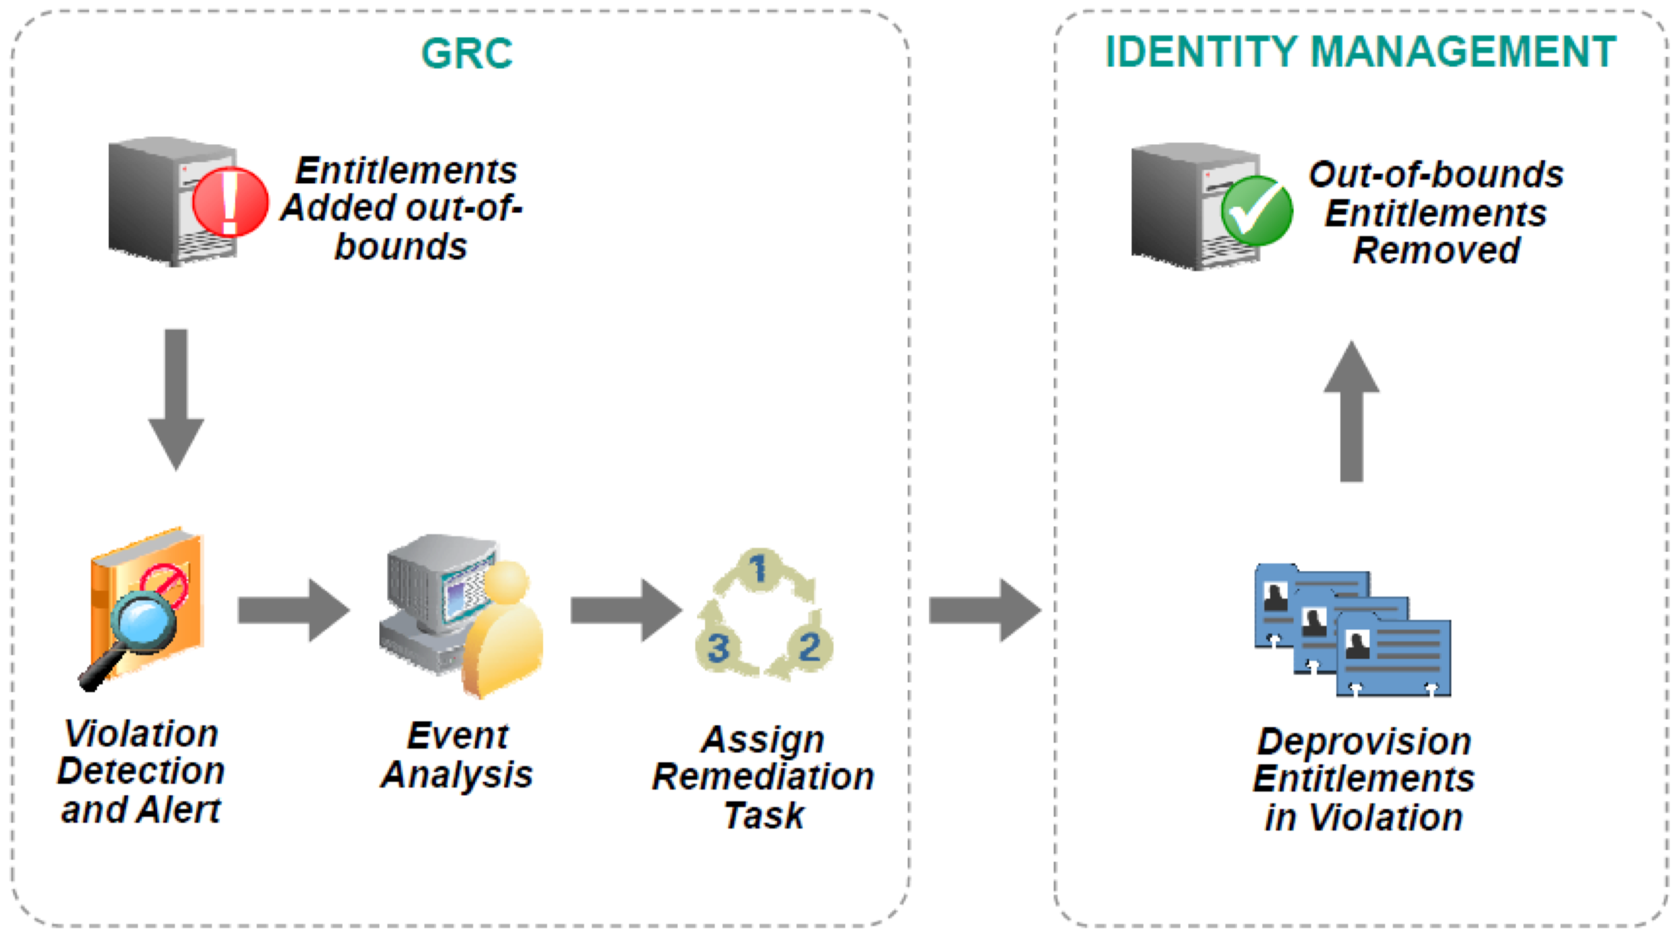 GRC
Entitlements
Added out-of-
bounds
Violation
Detection
and Alert
Event
Analysis
1
2
3
Assign
Remediation
Task
IDENTITY MANAGEMENT
Out-of-bounds
Entitlements
Removed
Deprovision
Entitlements
in Violation